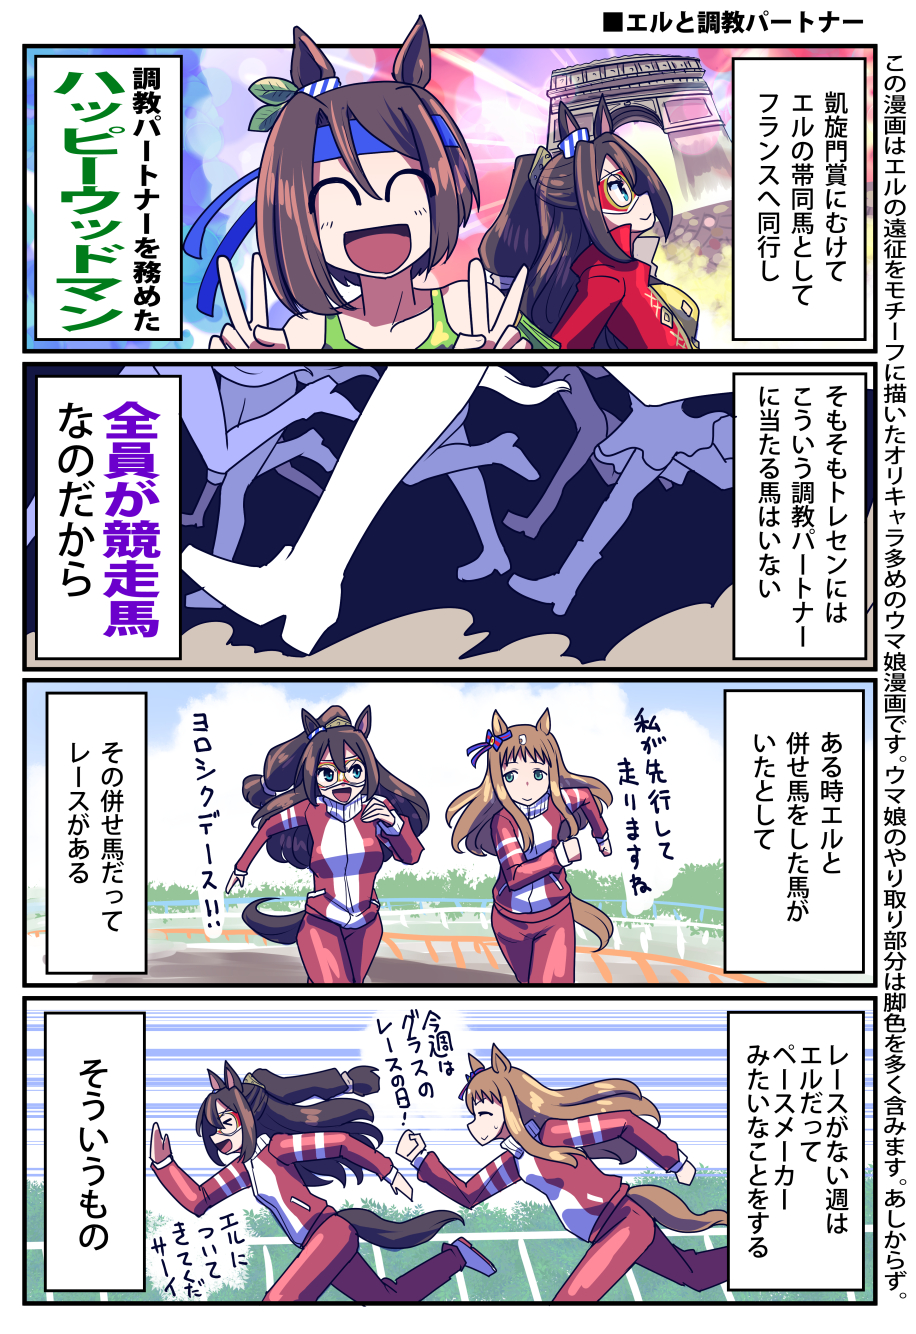 ■エルと調教パートナー
この漫画はエルの遠征をモチーフに描いたオリキャラ多めのウマ娘漫画です。ウマ娘のやり取り部分は脚色を多く含みます。あしからず。
凱旋門賞にむけて
エルの帯同馬として
フランスへ同行し
調教パートナーを務めた
ハッピーウッドマン
そもそもトレセンには
こういう調教パートナー
に当たる馬はいない
全員が競走馬
なのだから
ある時エルと
併せ馬をした馬が
いたとして
私が先行して
走りますね
ヨロシクデース!!
その併せ馬だって
レースがある
レースがない週は
エルだって
ペースメーカー
みたいなことをする
今週は
グラスの
レースの日!
エルに
ついて
きてくだ
サーイ
そういうもの